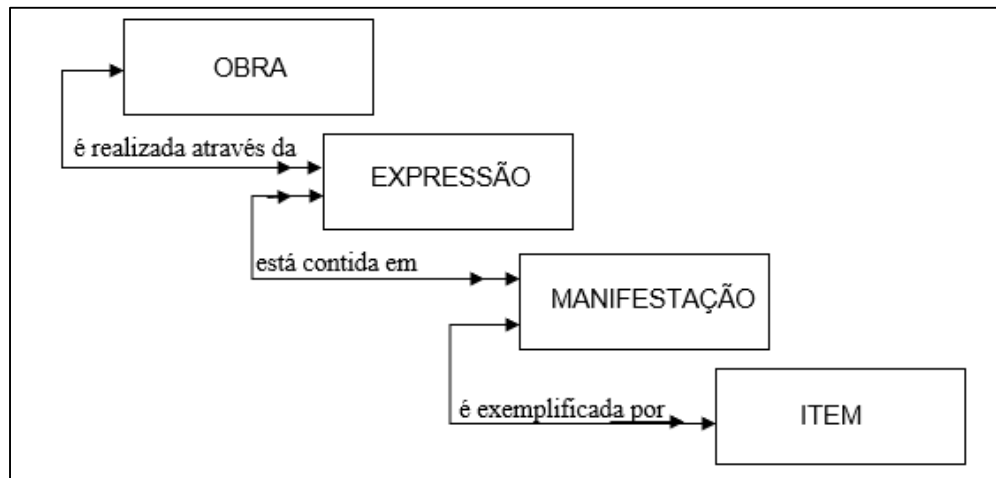 OBRA
é realizada através da
EXPRESSÃO
está contida em
MANIFESTAÇÃO
é exemplificada por
ITEM